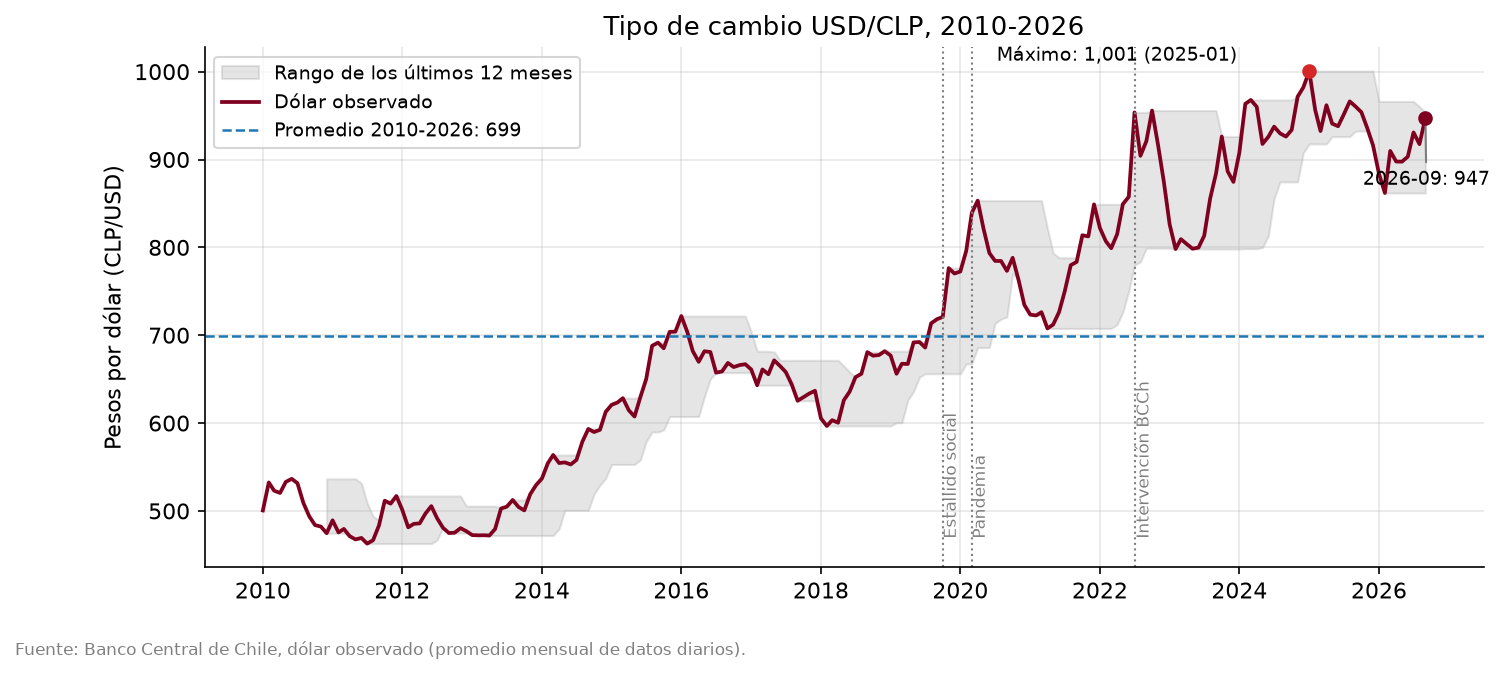 Tipo de cambio USD/CLP, 2010-2026
Máximo: 1,001 (2025-01)
Rango de los últimos 12 meses
Dólar observado
Promedio 2010-2026: 699
Pesos por dólar (CLP/USD)
1000
900
800
700
600
500
2026-09: 947
Estallido social
Pandemia
Intervención BCCh
2010
2012
2014
2016
2018
2020
2022
2024
2026
Fuente: Banco Central de Chile, dólar observado (promedio mensual de datos diarios).